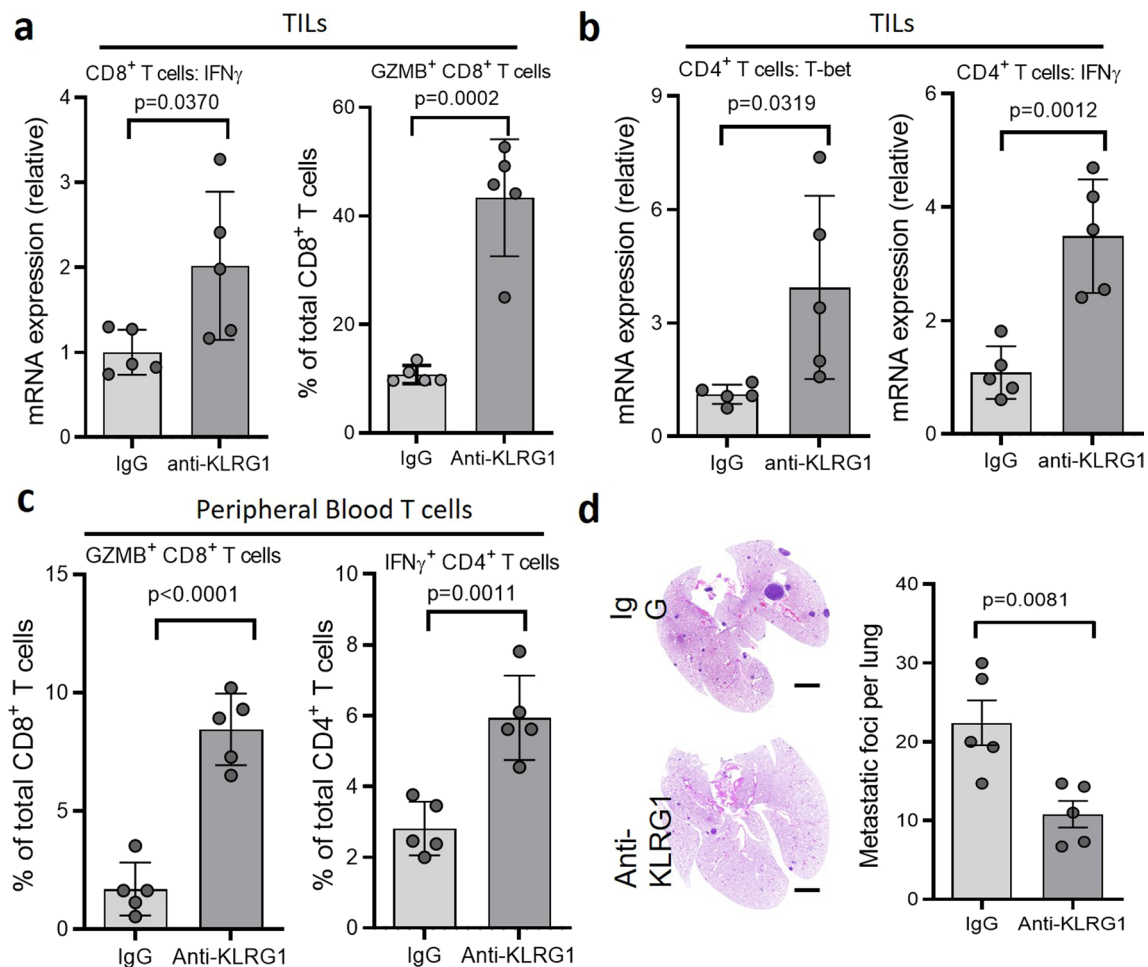 a
TILs
CD8⁺ T cells: IFNγ
p=0.0370
mRNA expression (relative)
4
3
2
1
0
IgG
anti-KLRG1
GZMB⁺ CD8⁺ T cells
p=0.0002
% of total CD8⁺ T cells
60
40
20
0
IgG
Anti-KLRG1
b
TILs
CD4⁺ T cells: T-bet
p=0.0319
mRNA expression (relative)
9
6
3
0
IgG
anti-KLRG1
CD4⁺ T cells: IFNγ
p=0.0012
mRNA expression (relative)
6
4
2
0
IgG
anti-KLRG1
c
Peripheral Blood T cells
GZMB⁺ CD8⁺ T cells
p<0.0001
% of total CD8⁺ T cells
15
10
5
0
IgG
Anti-KLRG1
IFNγ⁺ CD4⁺ T cells
p=0.0011
% of total CD4⁺ T cells
10
8
6
4
2
0
IgG
Anti-KLRG1
d
Ig
G
Anti-
KLRG1
p=0.0081
Metastatic foci per lung
40
30
20
10
0
IgG
Anti-KLRG1